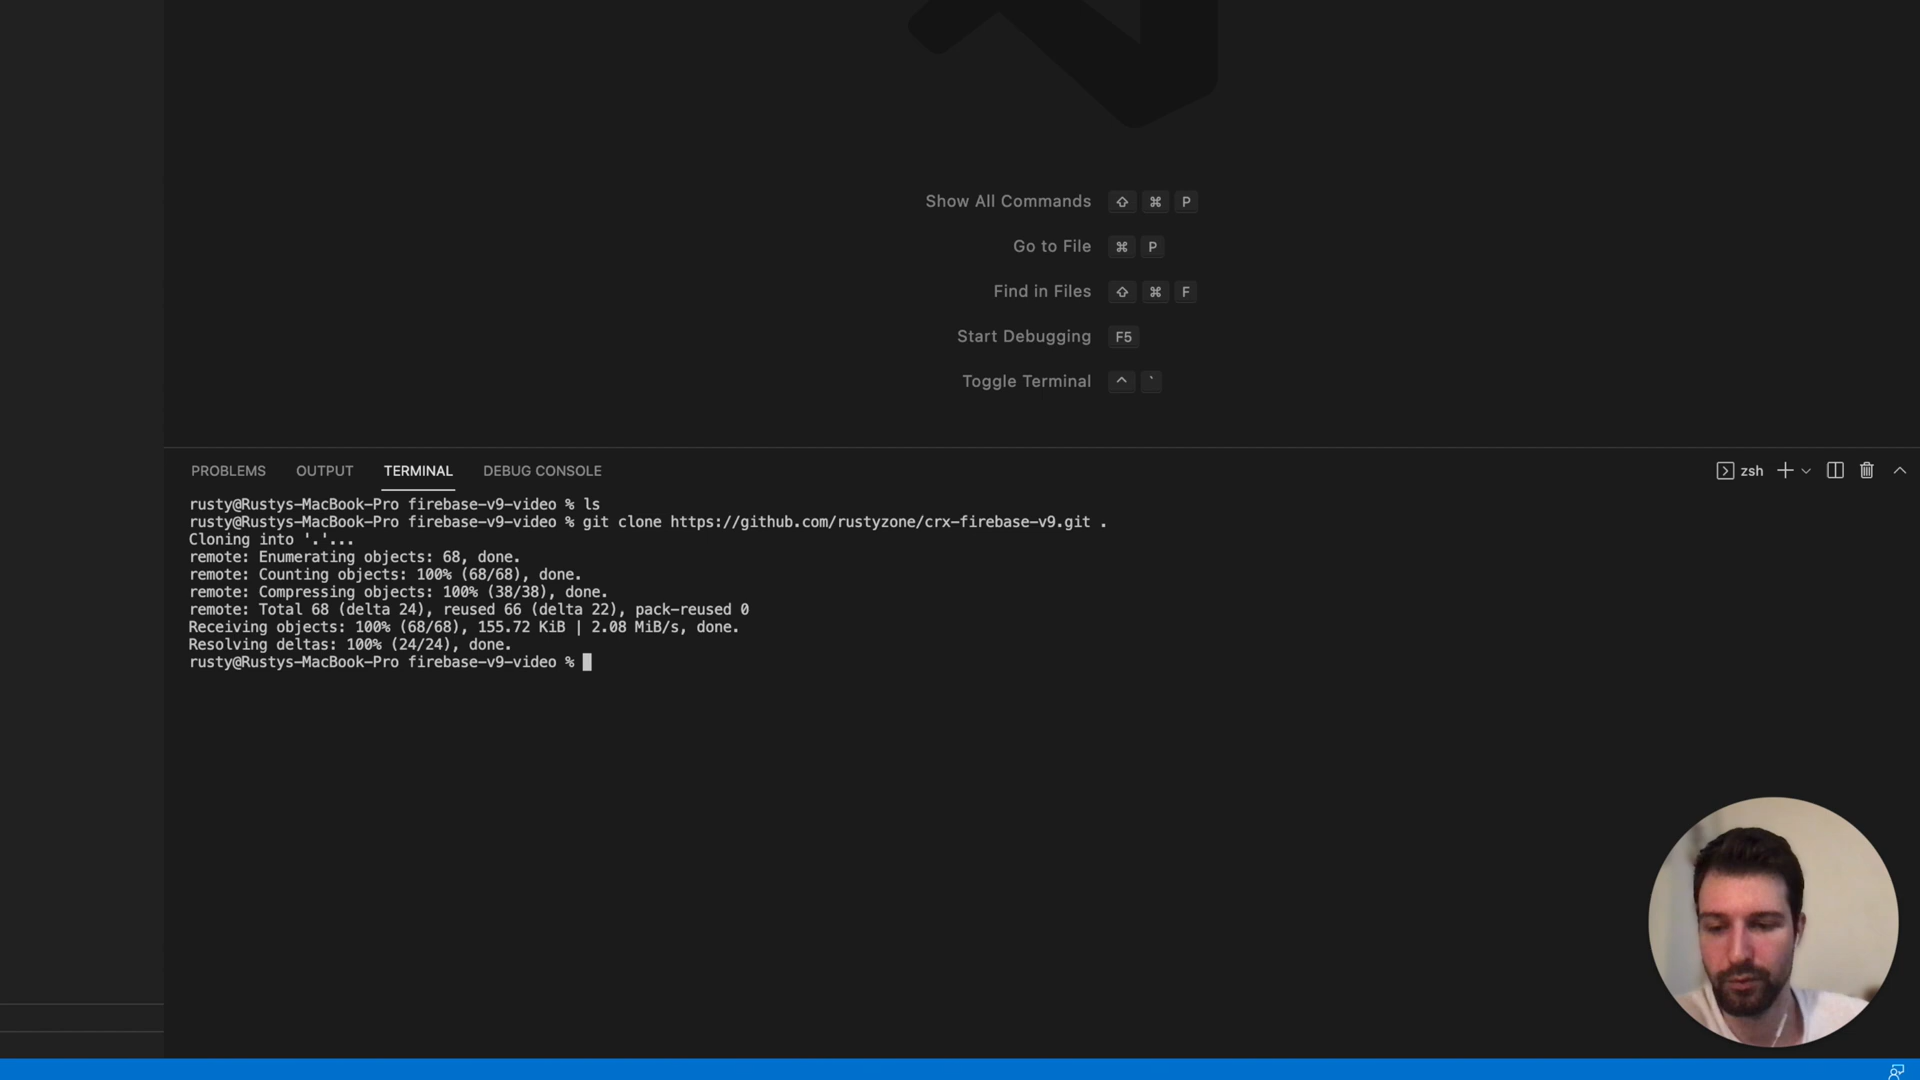 Show All Commands ⇧ ⌘ P
Go to File ⌘ P
Find in Files ⇧ ⌘ F
Start Debugging F5
Toggle Terminal ^ `
PROBLEMS OUTPUT TERMINAL DEBUG CONSOLE zsh
rusty@Rustys-MacBook-Pro firebase-v9-video % ls
rusty@Rustys-MacBook-Pro firebase-v9-video % git clone https://github.com/rustyzone/crx-firebase-v9.git .
Cloning into '.'...
remote: Enumerating objects: 68, done.
remote: Counting objects: 100% (68/68), done.
remote: Compressing objects: 100% (38/38), done.
remote: Total 68 (delta 24), reused 66 (delta 22), pack-reused 0
Receiving objects: 100% (68/68), 155.72 KiB | 2.08 MiB/s, done.
Resolving deltas: 100% (24/24), done.
rusty@Rustys-MacBook-Pro firebase-v9-video %